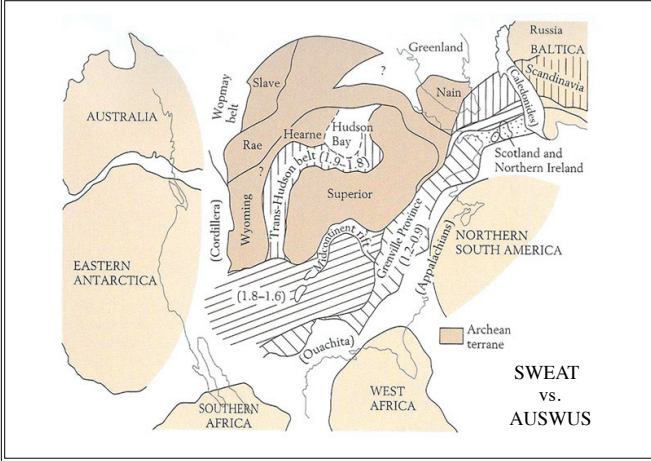 Russia
BALTICA
Scandinavia
Greenland
Caledonides)
?
Slave
Nain
Wopmay
belt
AUSTRALIA
Hudson
Bay
Hearne
Rae
Scotland and
Northern Ireland
?
Trans-Hudson belt (1.9–1.8)
Superior
Wyoming
(Cordillera)
Grenville Province
(1.2–0.9)
(Appalachians)
NORTHERN
SOUTH AMERICA
Midcontinent rift
EASTERN
ANTARCTICA
(1.8–1.6)
Archean
terrane
(Ouachita)
SWEAT
vs.
AUSWUS
WEST
AFRICA
SOUTHERN
AFRICA